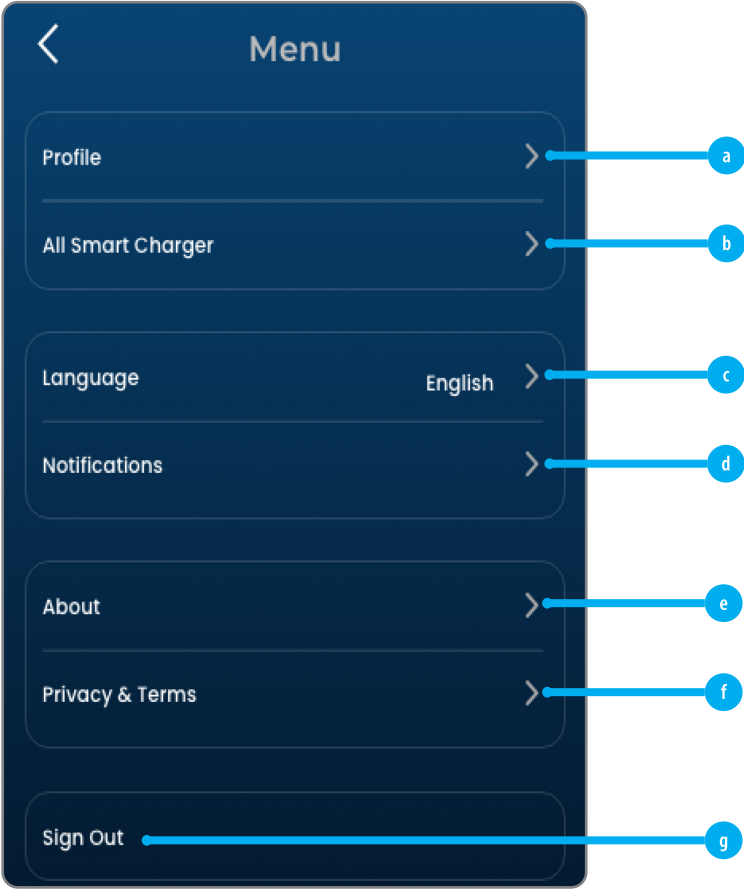 Menu
Profile
a
All Smart Charger
b
Language English
c
Notifications
d
About
e
Privacy & Terms
f
Sign Out
g